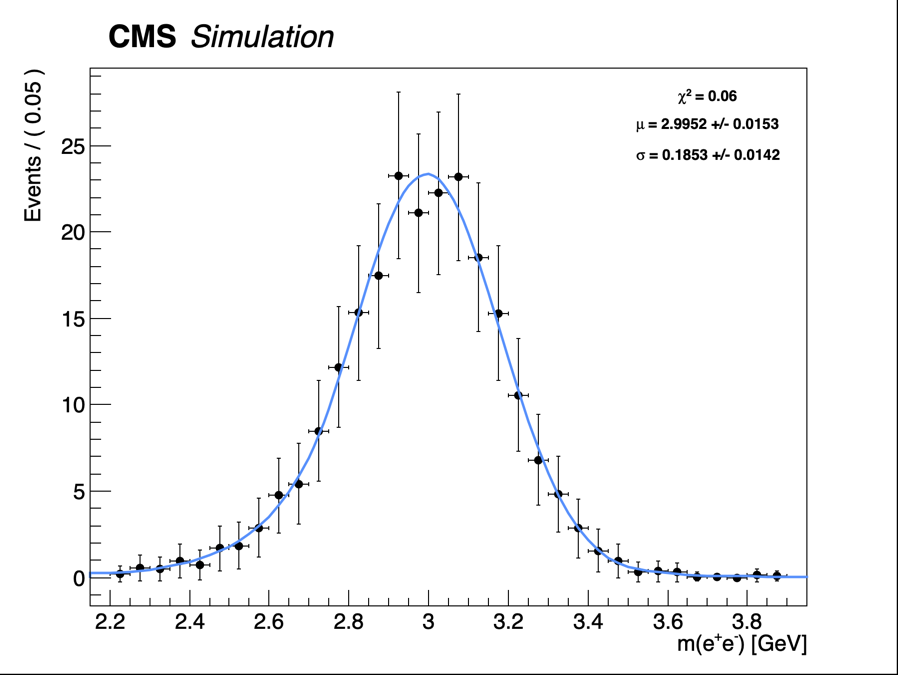 CMS Simulation
Events / ( 0.05 )
χ² = 0.06
μ = 2.9952 +/- 0.0153
σ = 0.1853 +/- 0.0142
25
20
15
10
5
0
2.2 2.4 2.6 2.8 3 3.2 3.4 3.6 3.8
m(e⁺e⁻) [GeV]